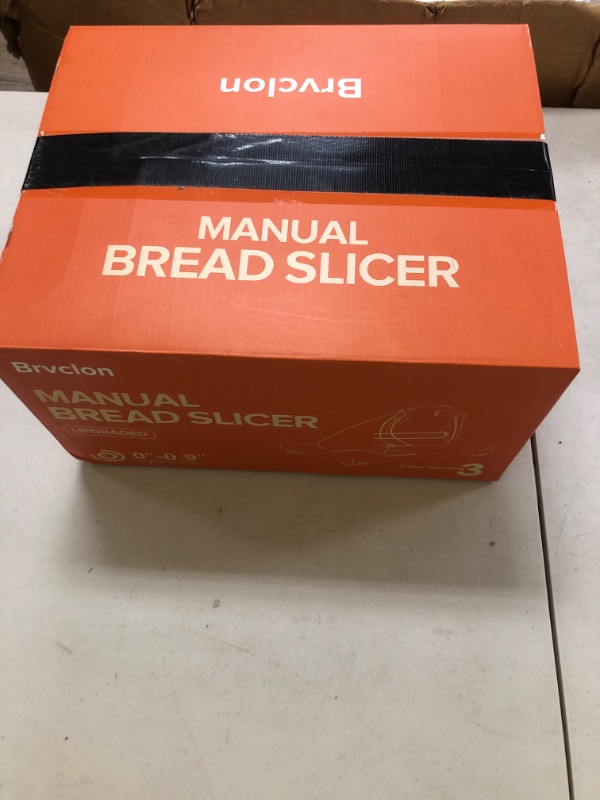 Brvclon
MANUAL
BREAD SLICER
Brvclon
MANUAL
BREAD SLICER
UPGRADED
0"-0.9"
3